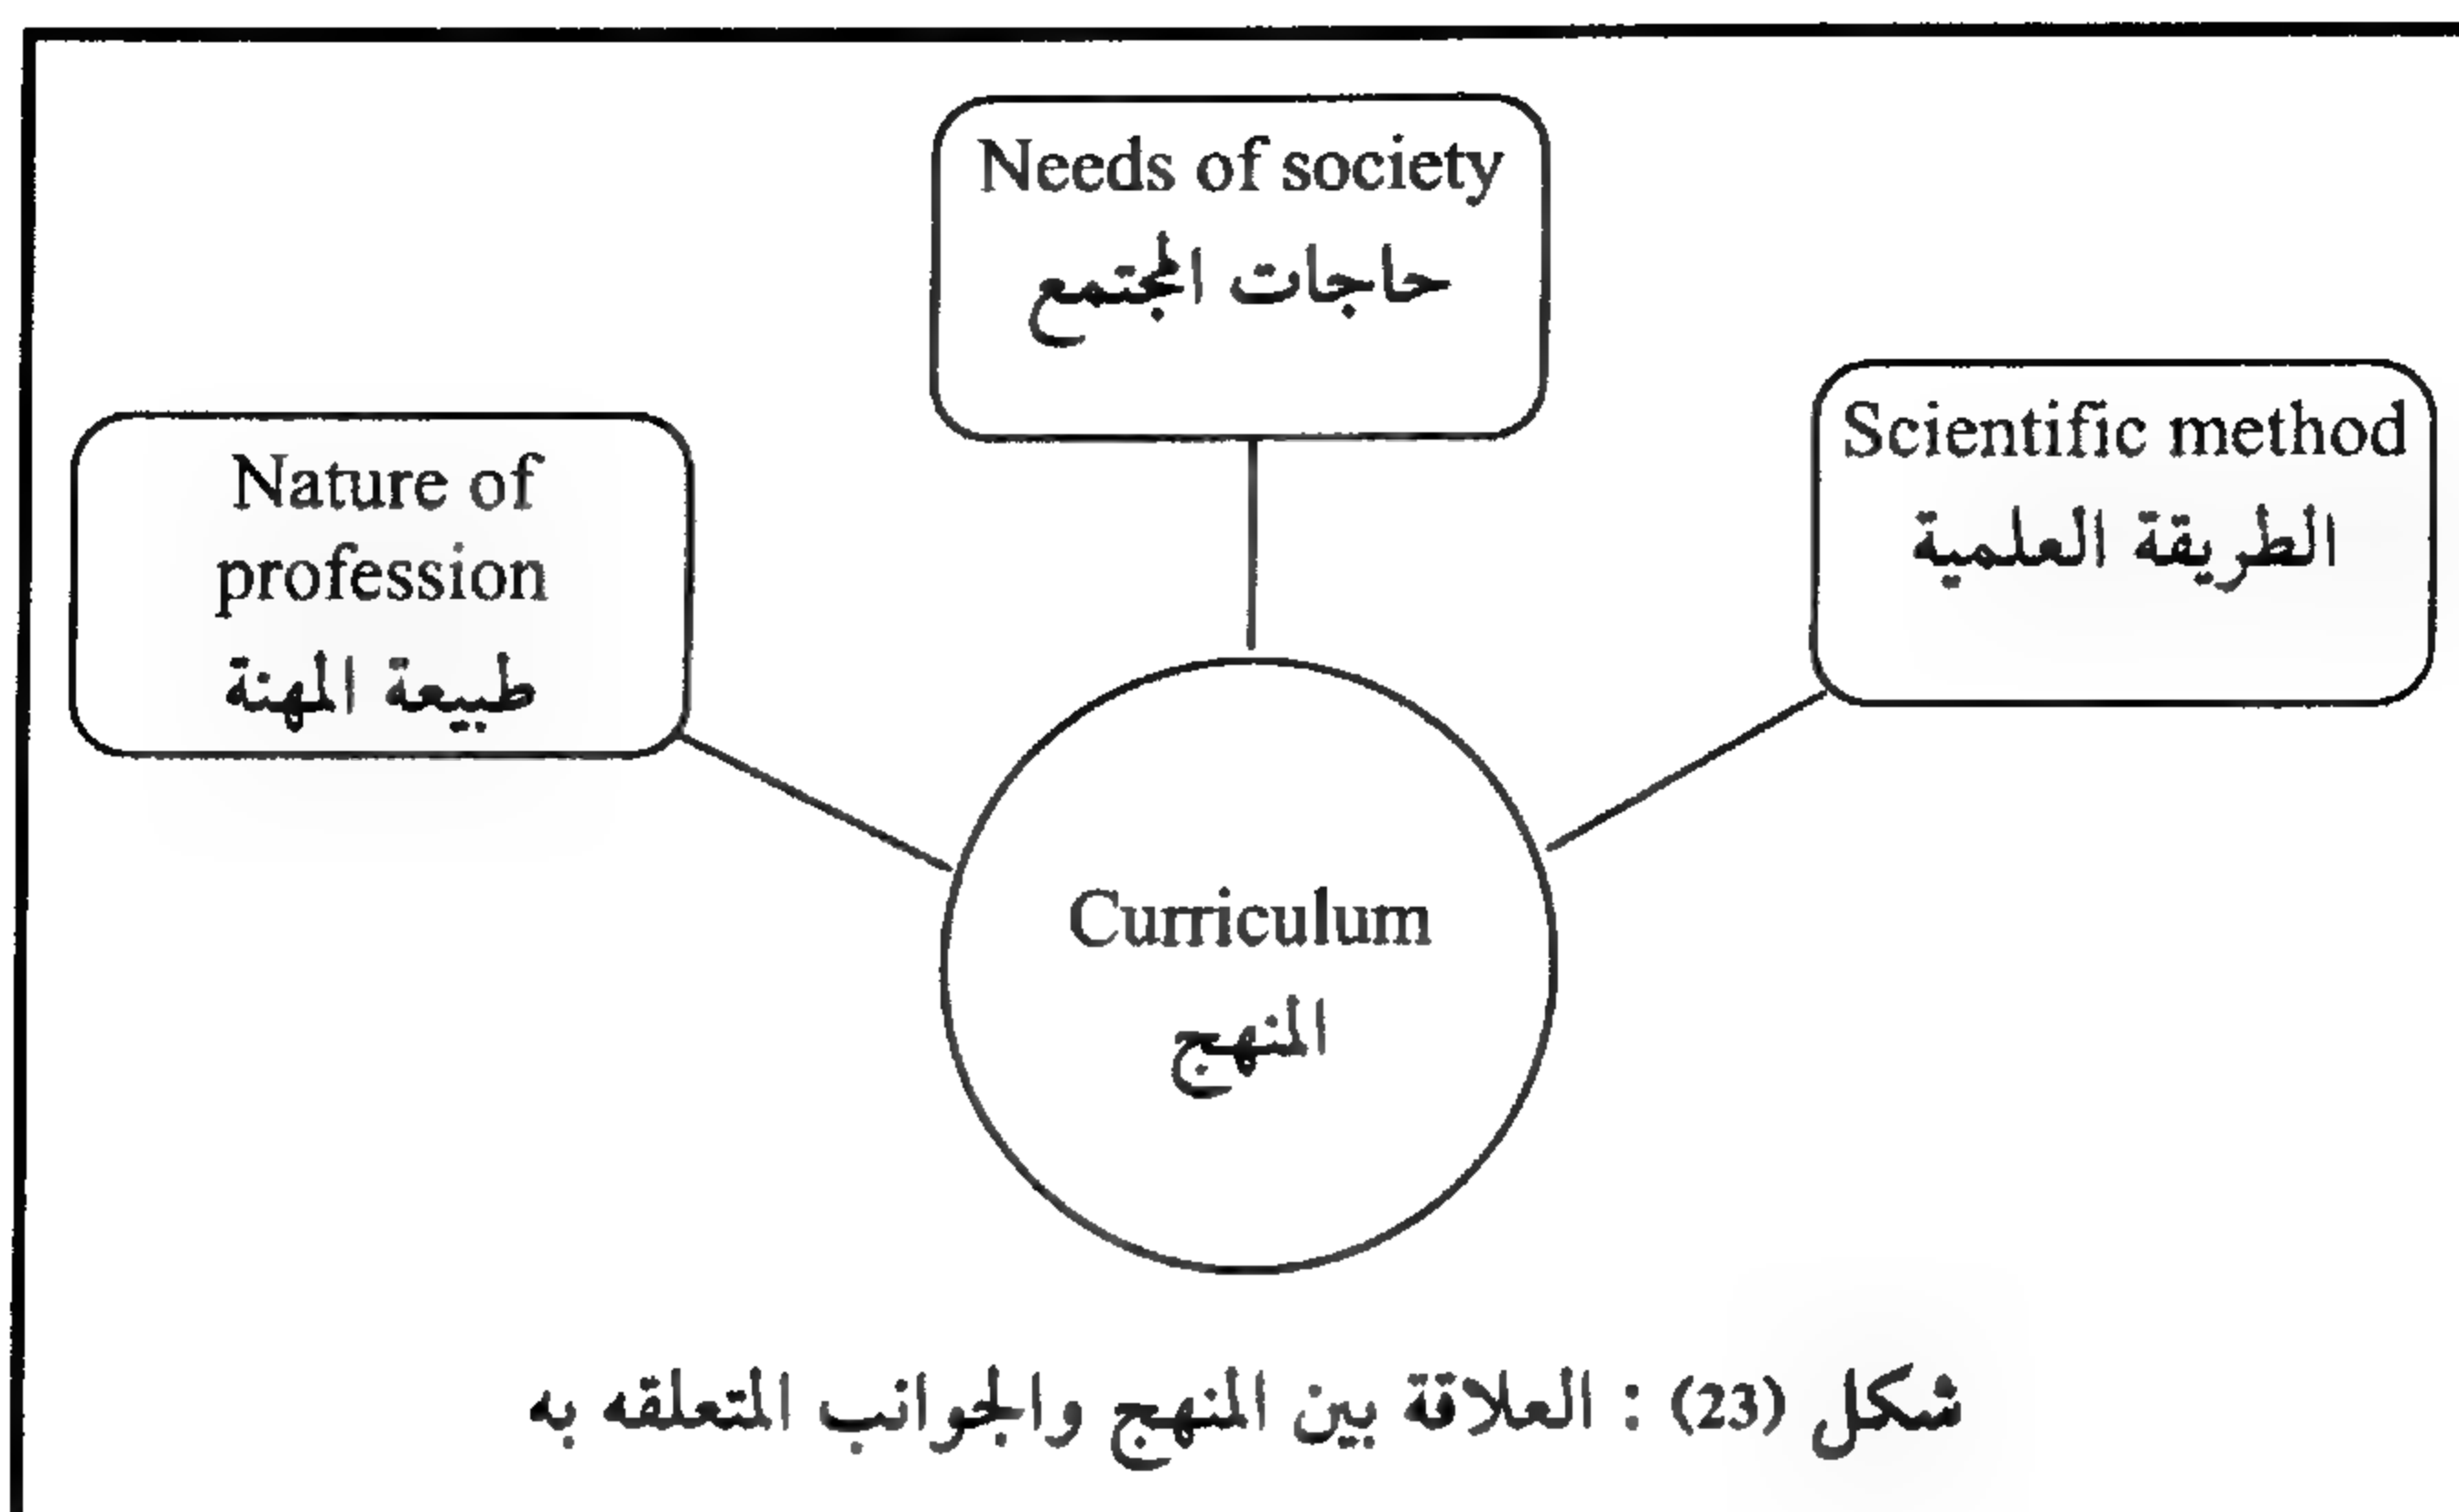 Needs of society
حاجات المجتمع
Scientific method
الطريقة العلمية
Nature of
profession
طبيعة المهنة
Curriculum
المنهج
شكل (23) : العلاقة بين المنهج والجوانب المتعلقه به